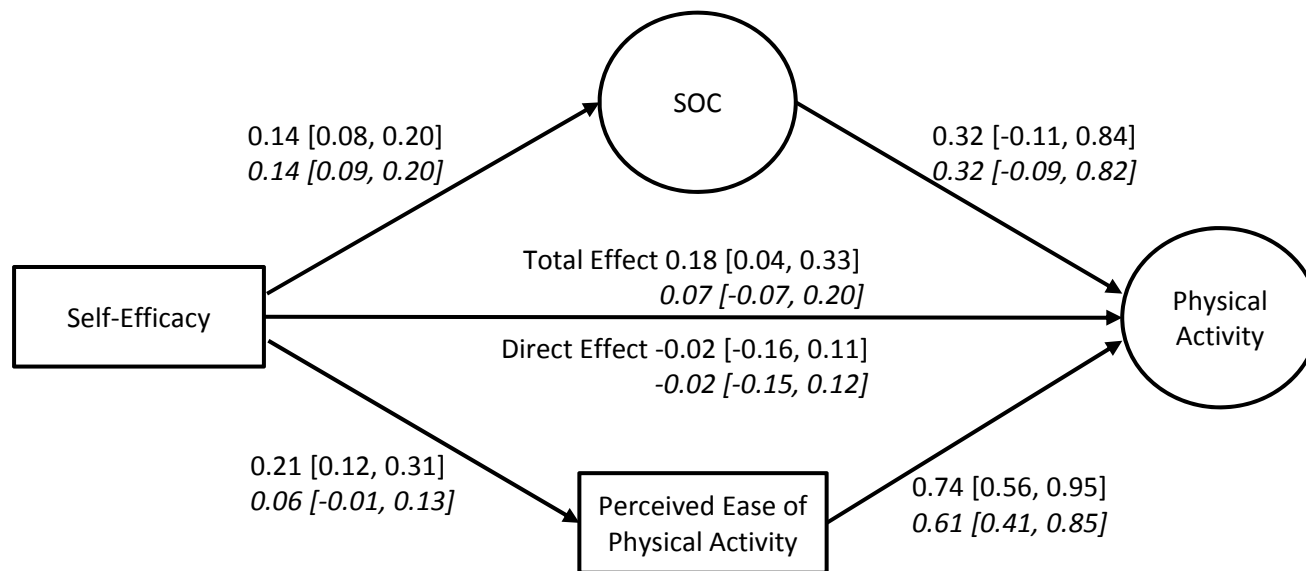 SOC
0.14 [0.08, 0.20]
0.14 [0.09, 0.20]
0.32 [-0.11, 0.84]
0.32 [-0.09, 0.82]
Total Effect 0.18 [0.04, 0.33]
0.07 [-0.07, 0.20]
Self-Efficacy
Physical
Activity
Direct Effect -0.02 [-0.16, 0.11]
-0.02 [-0.15, 0.12]
0.21 [0.12, 0.31]
0.06 [-0.01, 0.13]
Perceived Ease of
Physical Activity
0.74 [0.56, 0.95]
0.61 [0.41, 0.85]